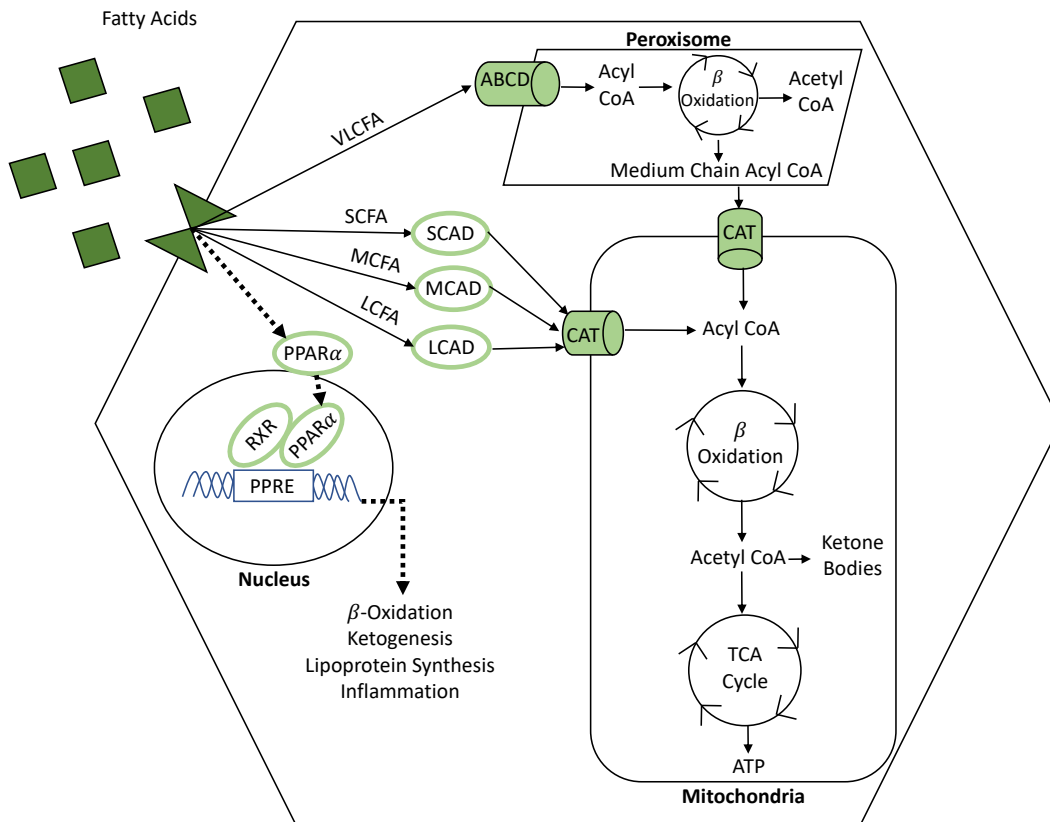 Fatty Acids
Peroxisome
ABCD
Acyl
CoA
β
Oxidation
Acetyl
CoA
VLCFA
Medium Chain Acyl CoA
SCFA
SCAD
CAT
MCFA
MCAD
LCFA
LCAD
CAT
Acyl CoA
PPARα
RXR
PPARα
PPRE
Nucleus
β
Oxidation
Acetyl CoA
Ketone
Bodies
β-Oxidation
Ketogenesis
Lipoprotein Synthesis
Inflammation
TCA
Cycle
ATP
Mitochondria